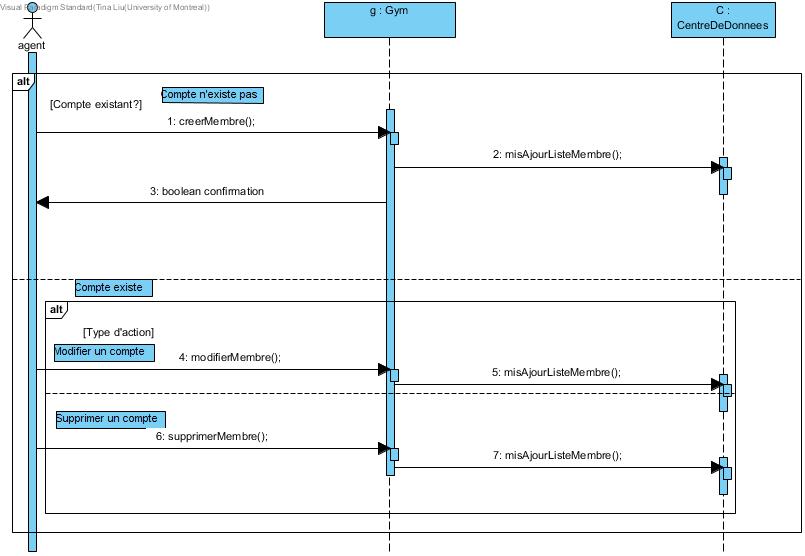 Visual Paradigm Standard(Tina Liu(University of Montreal))
g : Gym
C :
CentreDeDonnees
agent
alt
Compte n'existe pas
[Compte existant?]
1: creerMembre();
2: misAjourListeMembre();
3: boolean confirmation
Compte existe
alt
[Type d'action]
Modifier un compte
4: modifierMembre();
5: misAjourListeMembre();
Supprimer un compte
6: supprimerMembre();
7: misAjourListeMembre();